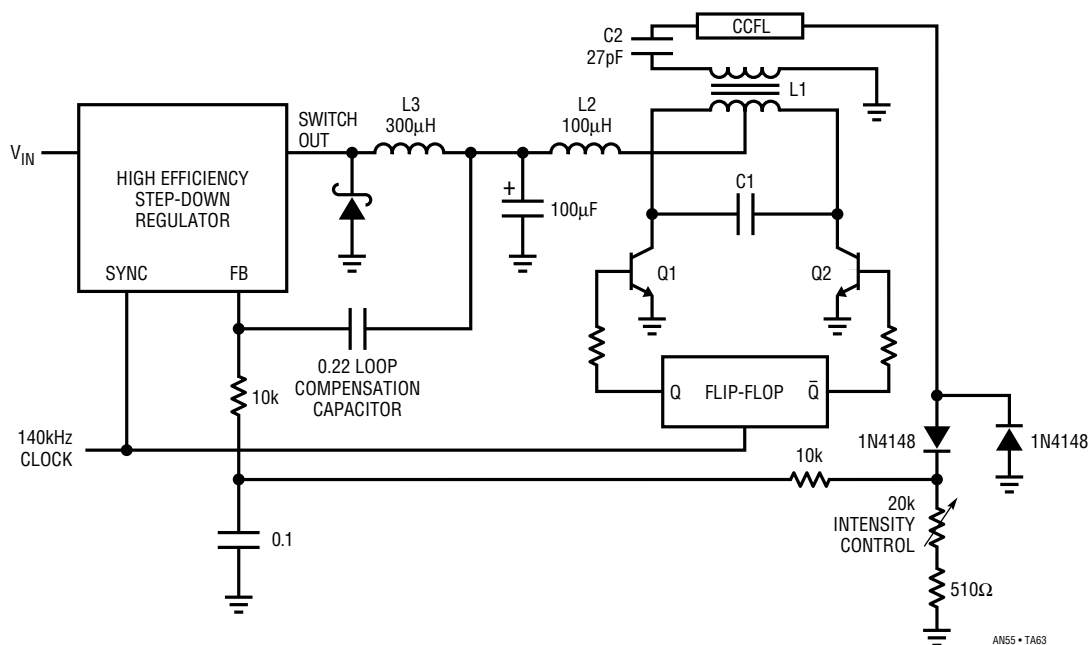 C2
27pF
CCFL
L1
L3
300µH
L2
100µH
SWITCH
OUT
VIN
HIGH EFFICIENCY
STEP-DOWN
REGULATOR
SYNC
FB
+
100µF
C1
Q1
Q2
0.22 LOOP
COMPENSATION
CAPACITOR
10k
Q
FLIP-FLOP
Q̅
140kHz
CLOCK
1N4148
1N4148
10k
20k
INTENSITY
CONTROL
0.1
510Ω
AN55 • TA63